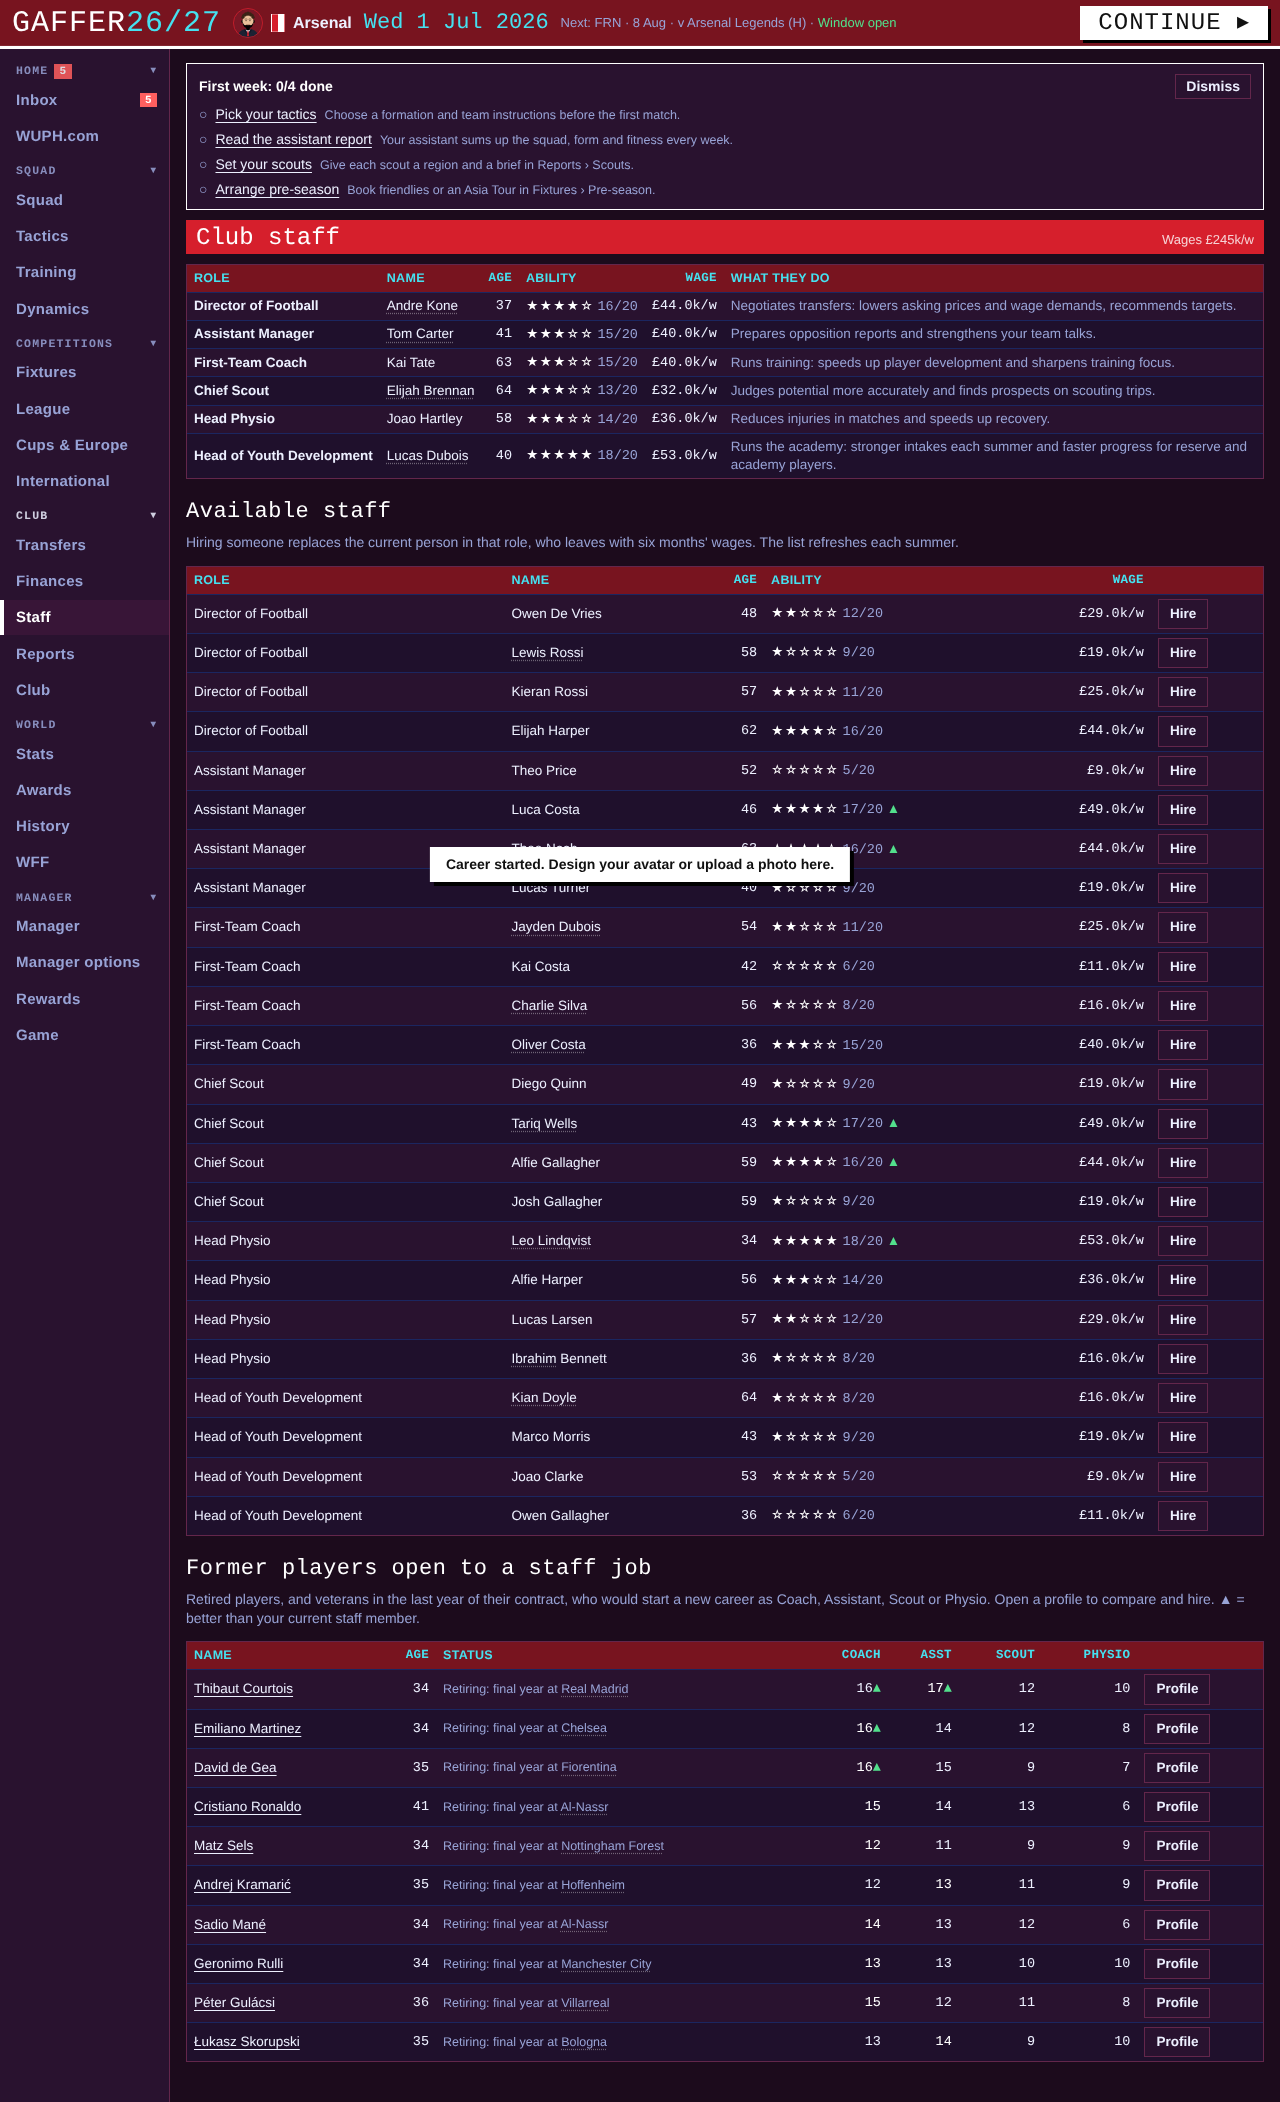 GAFFER26/27 Arsenal Wed 1 Jul 2026 Next: FRN · 8 Aug · v Arsenal Legends (H) · Window open CONTINUE ►
HOME 5 ▼
Inbox 5
WUPH.com
SQUAD ▼
Squad
Tactics
Training
Dynamics
COMPETITIONS ▼
Fixtures
League
Cups & Europe
International
CLUB ▼
Transfers
Finances
Staff
Reports
Club
WORLD ▼
Stats
Awards
History
WFF
MANAGER ▼
Manager
Manager options
Rewards
Game
First week: 0/4 done Dismiss
○ Pick your tactics Choose a formation and team instructions before the first match.
○ Read the assistant report Your assistant sums up the squad, form and fitness every week.
○ Set your scouts Give each scout a region and a brief in Reports › Scouts.
○ Arrange pre-season Book friendlies or an Asia Tour in Fixtures › Pre-season.
Club staff Wages £245k/w
ROLE NAME AGE ABILITY WAGE WHAT THEY DO
Director of Football Andre Kone 37 ★★★★☆ 16/20 £44.0k/w Negotiates transfers: lowers asking prices and wage demands, recommends targets.
Assistant Manager Tom Carter 41 ★★★☆☆ 15/20 £40.0k/w Prepares opposition reports and strengthens your team talks.
First-Team Coach Kai Tate 63 ★★★☆☆ 15/20 £40.0k/w Runs training: speeds up player development and sharpens training focus.
Chief Scout Elijah Brennan 64 ★★★☆☆ 13/20 £32.0k/w Judges potential more accurately and finds prospects on scouting trips.
Head Physio Joao Hartley 58 ★★★☆☆ 14/20 £36.0k/w Reduces injuries in matches and speeds up recovery.
Head of Youth Development Lucas Dubois 40 ★★★★★ 18/20 £53.0k/w Runs the academy: stronger intakes each summer and faster progress for reserve and
academy players.
Available staff
Hiring someone replaces the current person in that role, who leaves with six months' wages. The list refreshes each summer.
ROLE NAME AGE ABILITY WAGE
Director of Football Owen De Vries 48 ★★☆☆☆ 12/20 £29.0k/w Hire
Director of Football Lewis Rossi 58 ★☆☆☆☆ 9/20 £19.0k/w Hire
Director of Football Kieran Rossi 57 ★★☆☆☆ 11/20 £25.0k/w Hire
Director of Football Elijah Harper 62 ★★★★☆ 16/20 £44.0k/w Hire
Assistant Manager Theo Price 52 ☆☆☆☆☆ 5/20 £9.0k/w Hire
Assistant Manager Luca Costa 46 ★★★★☆ 17/20 ▲ £49.0k/w Hire
Assistant Manager 16/20 ▲ £44.0k/w Hire
Career started. Design your avatar or upload a photo here.
Assistant Manager Lucas Turner 40 ★☆☆☆☆ 9/20 £19.0k/w Hire
First-Team Coach Jayden Dubois 54 ★★☆☆☆ 11/20 £25.0k/w Hire
First-Team Coach Kai Costa 42 ☆☆☆☆☆ 6/20 £11.0k/w Hire
First-Team Coach Charlie Silva 56 ★☆☆☆☆ 8/20 £16.0k/w Hire
First-Team Coach Oliver Costa 36 ★★★☆☆ 15/20 £40.0k/w Hire
Chief Scout Diego Quinn 49 ★☆☆☆☆ 9/20 £19.0k/w Hire
Chief Scout Tariq Wells 43 ★★★★☆ 17/20 ▲ £49.0k/w Hire
Chief Scout Alfie Gallagher 59 ★★★★☆ 16/20 ▲ £44.0k/w Hire
Chief Scout Josh Gallagher 59 ★☆☆☆☆ 9/20 £19.0k/w Hire
Head Physio Leo Lindqvist 34 ★★★★★ 18/20 ▲ £53.0k/w Hire
Head Physio Alfie Harper 56 ★★★☆☆ 14/20 £36.0k/w Hire
Head Physio Lucas Larsen 57 ★★☆☆☆ 12/20 £29.0k/w Hire
Head Physio Ibrahim Bennett 36 ★☆☆☆☆ 8/20 £16.0k/w Hire
Head of Youth Development Kian Doyle 64 ★☆☆☆☆ 8/20 £16.0k/w Hire
Head of Youth Development Marco Morris 43 ★☆☆☆☆ 9/20 £19.0k/w Hire
Head of Youth Development Joao Clarke 53 ☆☆☆☆☆ 5/20 £9.0k/w Hire
Head of Youth Development Owen Gallagher 36 ☆☆☆☆☆ 6/20 £11.0k/w Hire
Former players open to a staff job
Retired players, and veterans in the last year of their contract, who would start a new career as Coach, Assistant, Scout or Physio. Open a profile to compare and hire. ▲ =
better than your current staff member.
NAME AGE STATUS COACH ASST SCOUT PHYSIO
Thibaut Courtois 34 Retiring: final year at Real Madrid 16▲ 17▲ 12 10 Profile
Emiliano Martinez 34 Retiring: final year at Chelsea 16▲ 14 12 8 Profile
David de Gea 35 Retiring: final year at Fiorentina 16▲ 15 9 7 Profile
Cristiano Ronaldo 41 Retiring: final year at Al-Nassr 15 14 13 6 Profile
Matz Sels 34 Retiring: final year at Nottingham Forest 12 11 9 9 Profile
Andrej Kramarić 35 Retiring: final year at Hoffenheim 12 13 11 9 Profile
Sadio Mané 34 Retiring: final year at Al-Nassr 14 13 12 6 Profile
Geronimo Rulli 34 Retiring: final year at Manchester City 13 13 10 10 Profile
Péter Gulácsi 36 Retiring: final year at Villarreal 15 12 11 8 Profile
Łukasz Skorupski 35 Retiring: final year at Bologna 13 14 9 10 Profile